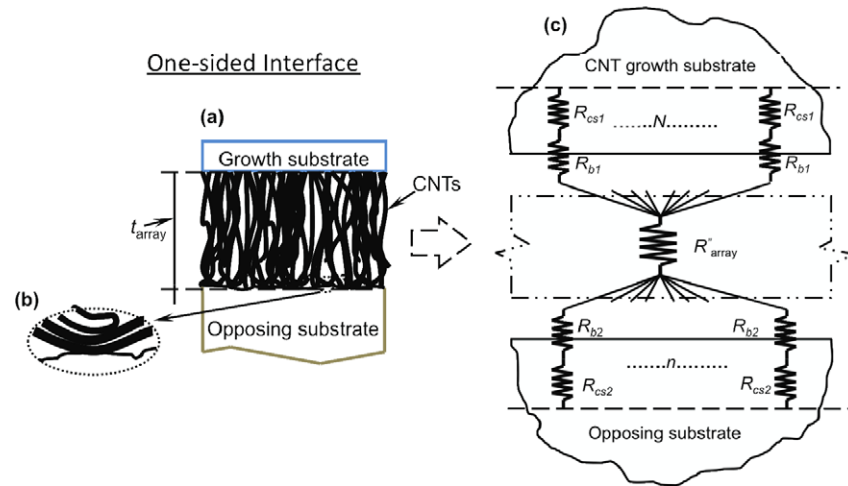 One-sided Interface
(a)
Growth substrate
CNTs
t_array
(b)
Opposing substrate
(c)
CNT growth substrate
R_cs1
R_cs1
.......N..............
R_b1
R_b1
R"_array
R_b2
R_b2
.........n...........
R_cs2
R_cs2
Opposing substrate